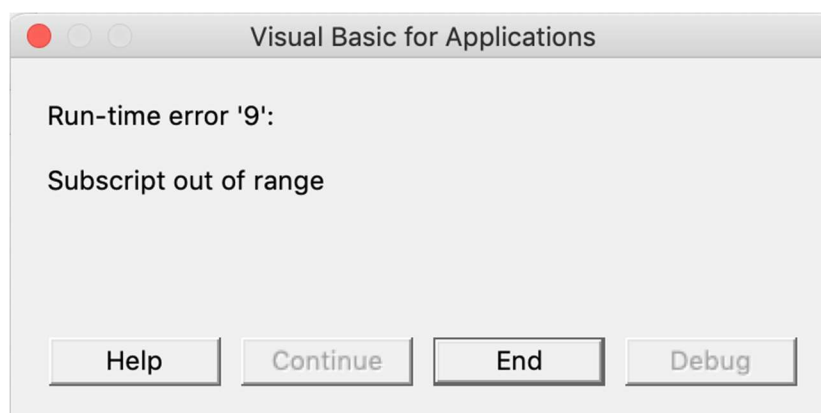 Visual Basic for Applications
Run-time error '9':
Subscript out of range
Help Continue End Debug